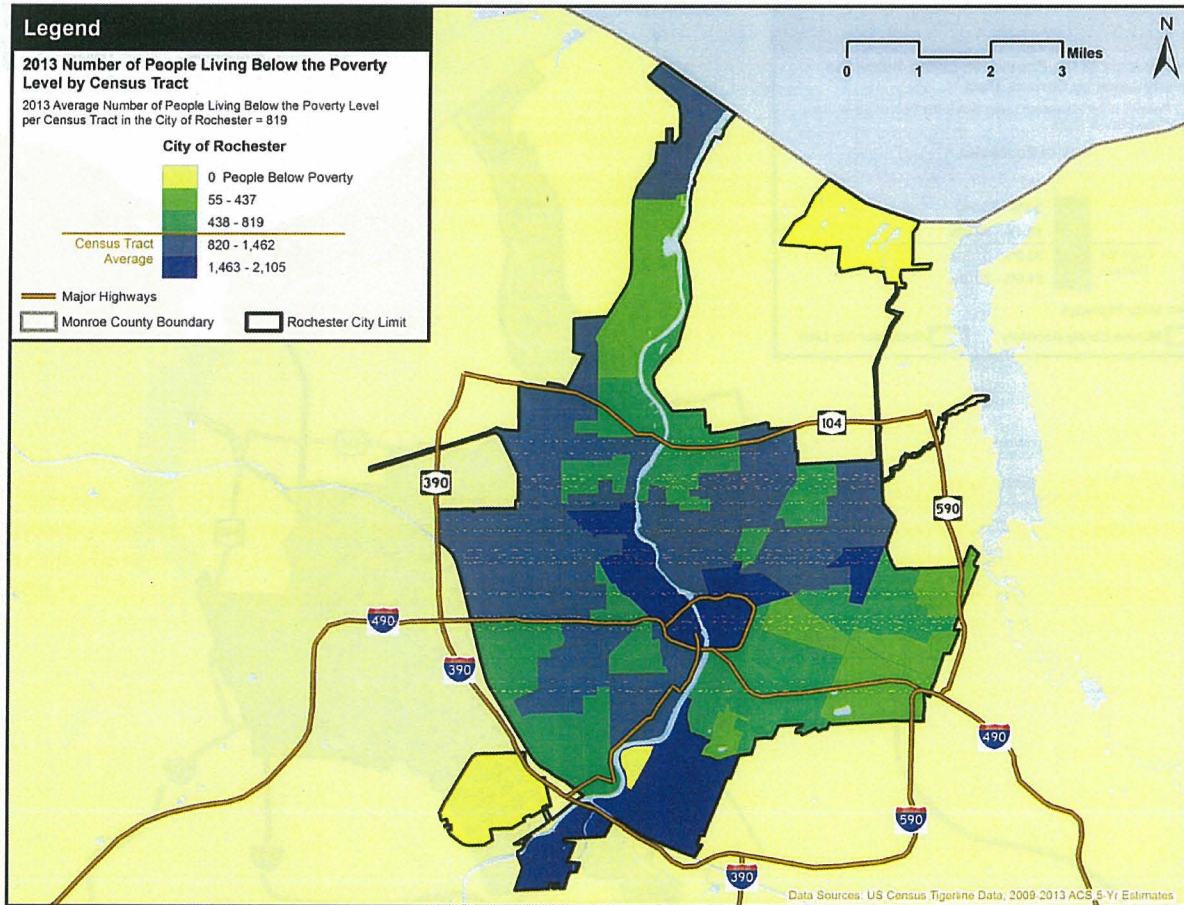 Legend
2013 Number of People Living Below the Poverty
Level by Census Tract
2013 Average Number of People Living Below the Poverty Level
per Census Tract in the City of Rochester = 819
City of Rochester
0 People Below Poverty
55 - 437
438 - 819
820 - 1,462
1,463 - 2,105
Census Tract
Average
Major Highways
Monroe County Boundary
Rochester City Limit
N
Miles
0 1 2 3
104
390
590
490
390
490
590
390
Data Sources: US Census Tigerline Data, 2009-2013 ACS 5-Yr Estimates